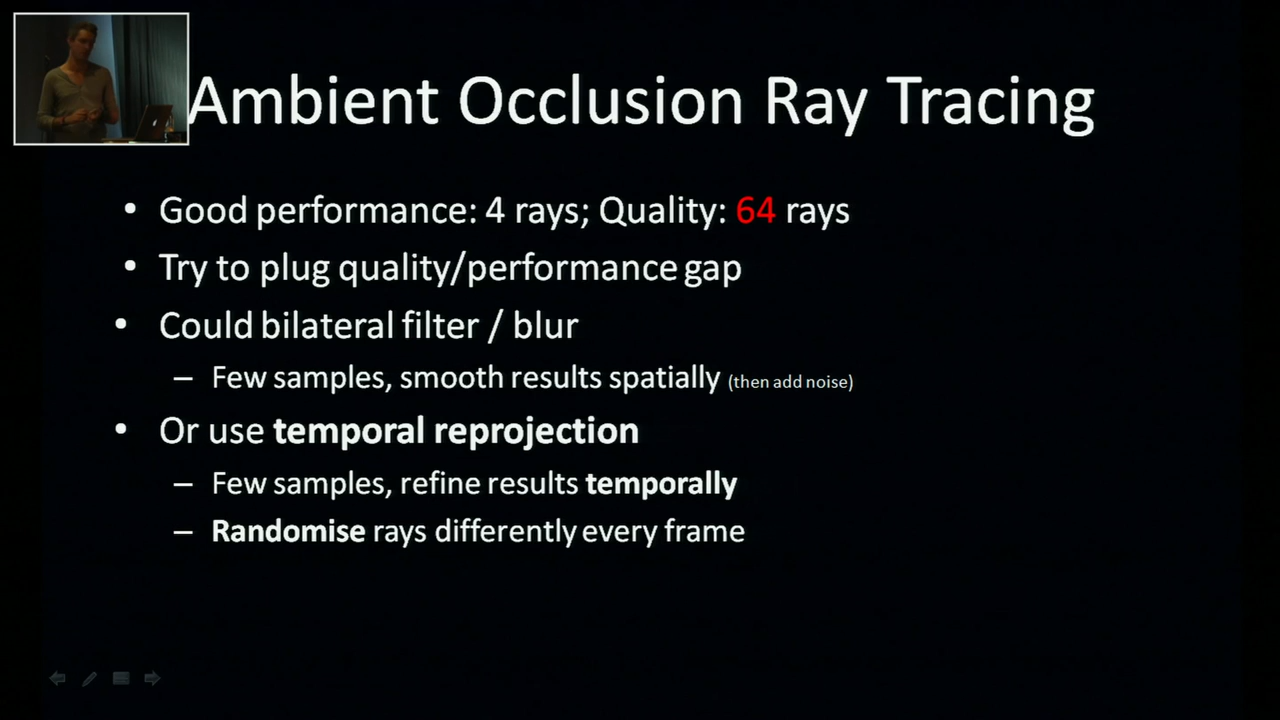 Ambient Occlusion Ray Tracing
• Good performance: 4 rays; Quality: 64 rays
• Try to plug quality/performance gap
• Could bilateral filter / blur
– Few samples, smooth results spatially (then add noise)
• Or use temporal reprojection
– Few samples, refine results temporally
– Randomise rays differently every frame